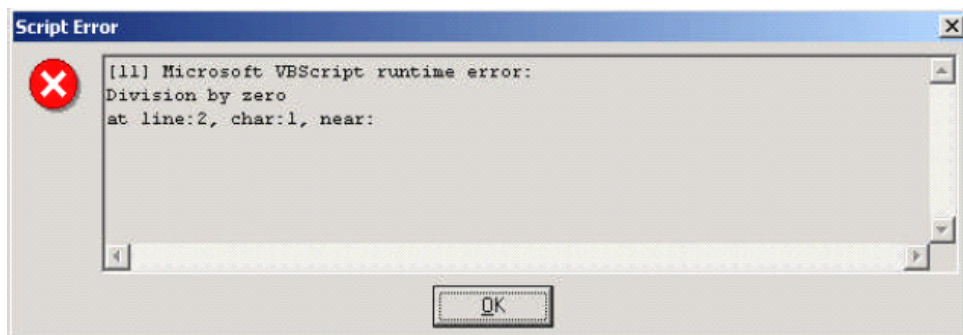 Script Error
[11] Microsoft VBScript runtime error:
Division by zero
at line:2, char:1, near:
OK